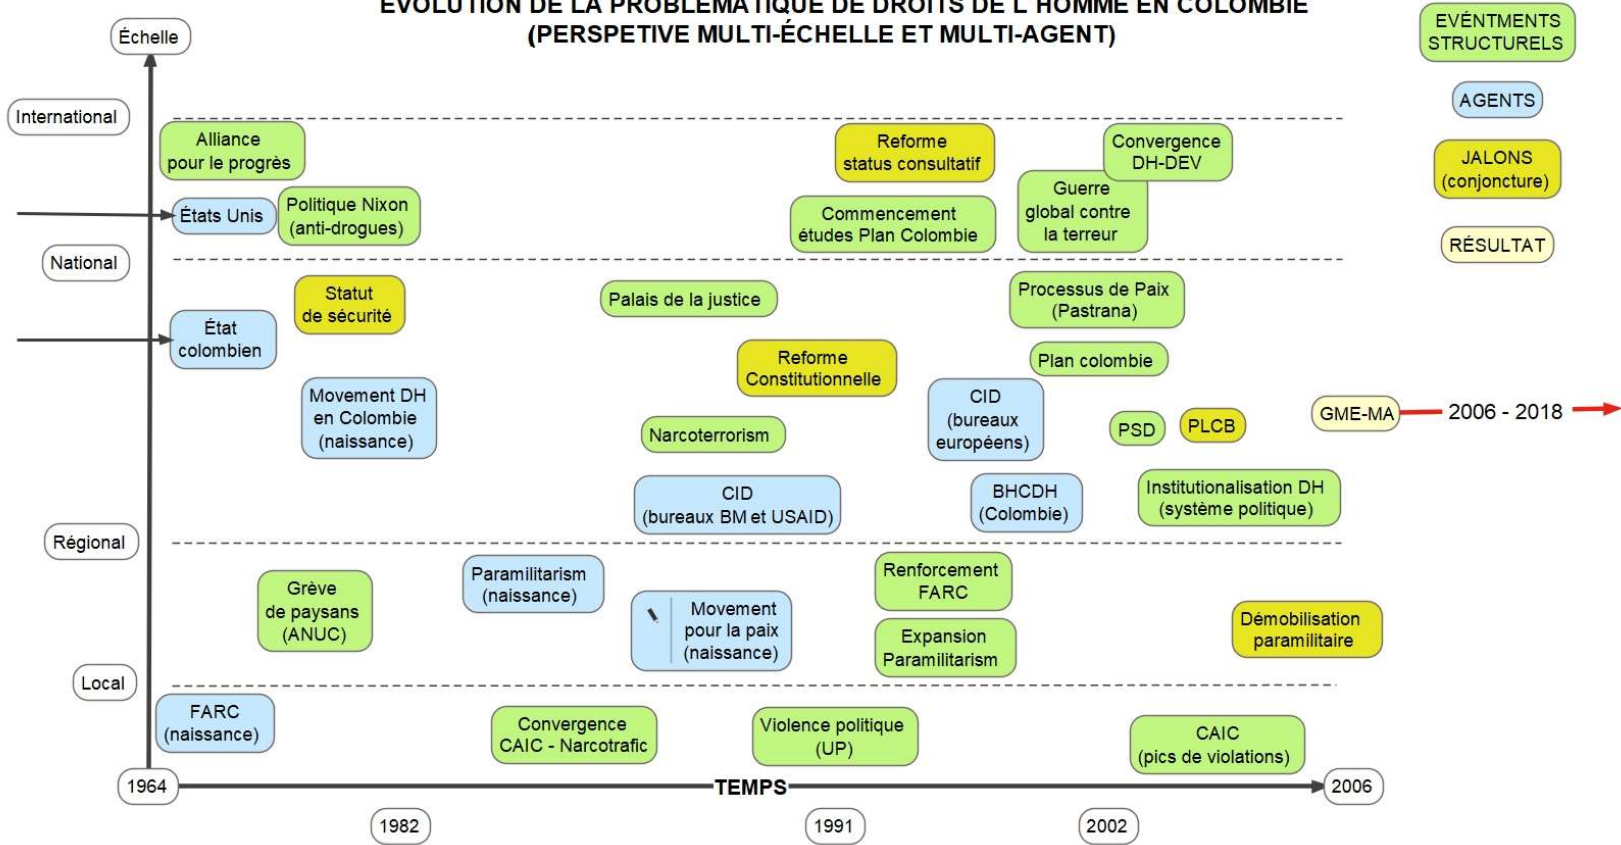 EVOLUTION DE LA PROBLEMATIQUE DE DROITS DE L'HOMME EN COLOMBIE
(PERSPETIVE MULTI-ÉCHELLE ET MULTI-AGENT)
Échelle
EVÉNTMENTS
STRUCTURELS
AGENTS
JALONS
(conjoncture)
RÉSULTAT
International
Alliance
pour le progrès
Reforme
status consultatif
Convergence
DH-DEV
États Unis
Politique Nixon
(anti-drogues)
Commencement
études Plan Colombie
Guerre
global contre
la terreur
National
Statut
de sécurité
Palais de la justice
Processus de Paix
(Pastrana)
État
colombien
Reforme
Constitutionnelle
Plan colombie
Movement DH
en Colombie
(naissance)
CID
(bureaux
européens)
GME-MA
2006 - 2018
Narcoterrorism
PSD
PLCB
CID
(bureaux BM et USAID)
BHCDH
(Colombie)
Institutionalisation DH
(système politique)
Régional
Grève
de paysans
(ANUC)
Paramilitarism
(naissance)
Movement
pour la paix
(naissance)
Renforcement
FARC
Expansion
Paramilitarism
Démobilisation
paramilitaire
Local
FARC
(naissance)
Convergence
CAIC - Narcotrafic
Violence politique
(UP)
CAIC
(pics de violations)
1964
TEMPS
2006
1982
1991
2002